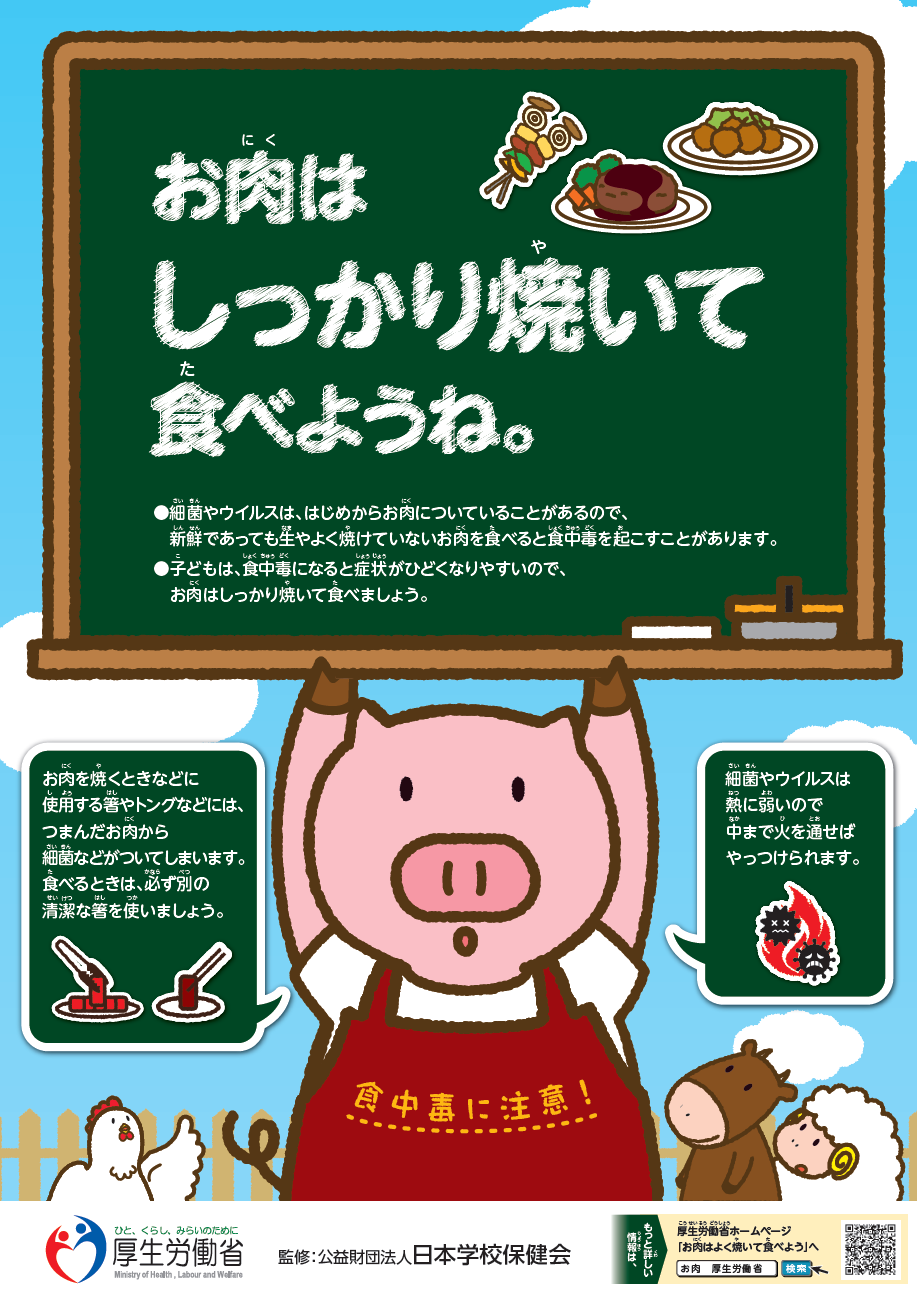 お肉は
しっかり焼いて
食べようね。
●細菌やウイルスは、はじめからお肉についていることがあるので、
新鮮であっても生やよく焼けていないお肉を食べると食中毒を起こすことがあります。
●子どもは、食中毒になると症状がひどくなりやすいので、
お肉はしっかり焼いて食べましょう。
お肉を焼くときなどに
使用する箸やトングなどには、
つまんだお肉から
細菌などがついてしまいます。
食べるときは、必ず別の
清潔な箸を使いましょう。
細菌やウイルスは
熱に弱いので
中まで火を通せば
やっつけられます。
食中毒に注意！
ひと、くらし、みらいのために
厚生労働省
Ministry of Health, Labour and Welfare
監修：公益財団法人日本学校保健会
もっと詳しい
情報は、
厚生労働省ホームページ
「お肉はよく焼いて食べよう」へ
お肉 厚生労働省 検索